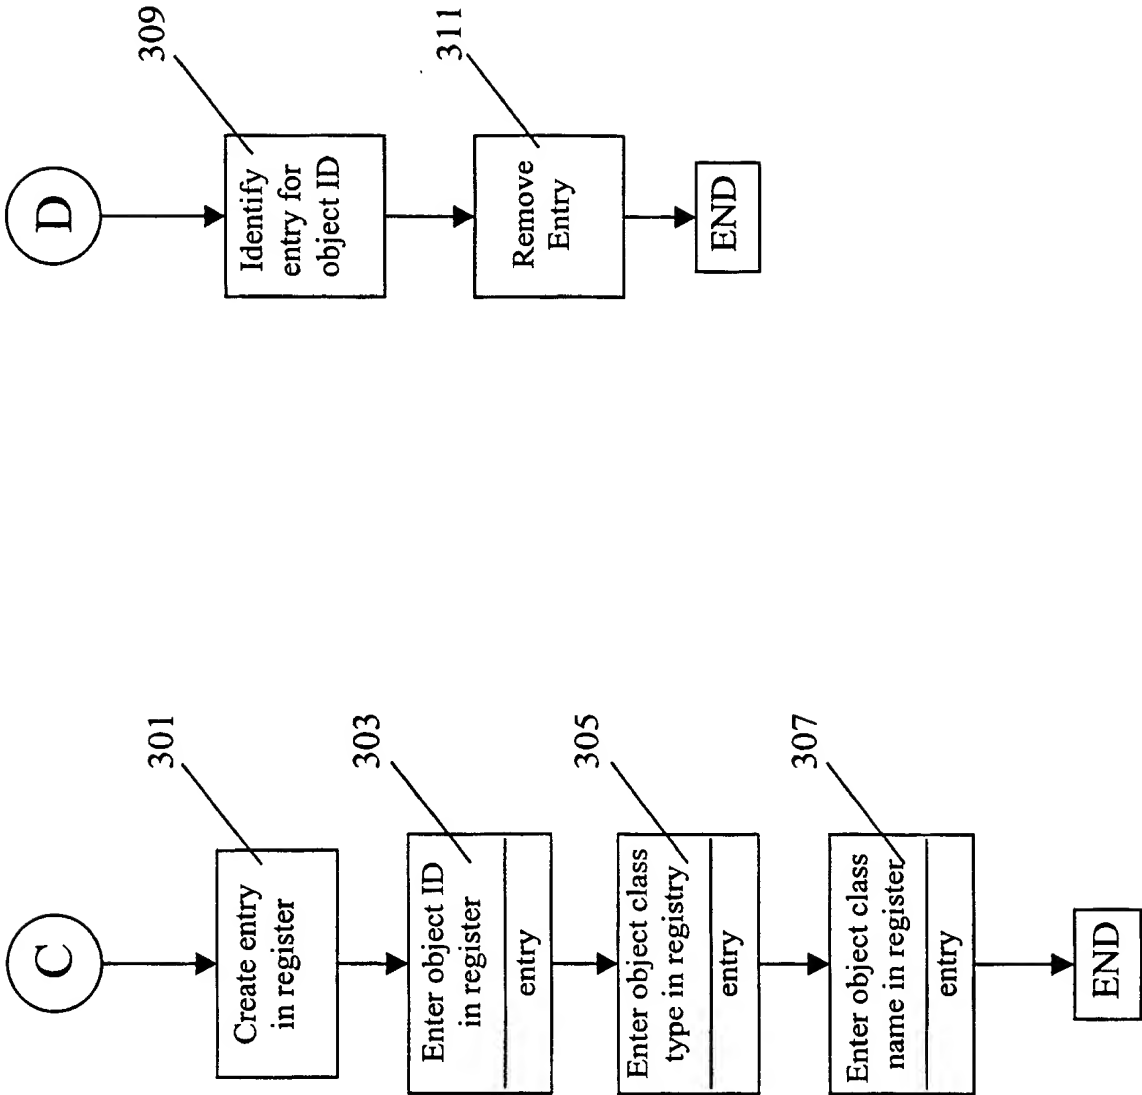 C
301
Create entry
in register
303
Enter object ID
in register
entry
305
Enter object class
type in registry
entry
307
Enter object class
name in register
entry
END
D
309
Identify
entry for
object ID
311
Remove
Entry
END